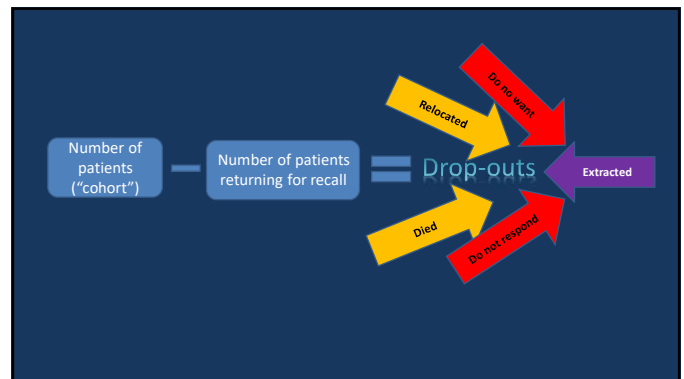 Number of
patients
("cohort")
Number of patients
returning for recall
Drop-outs
Relocated
Do no want
Extracted
Died
Do not respond